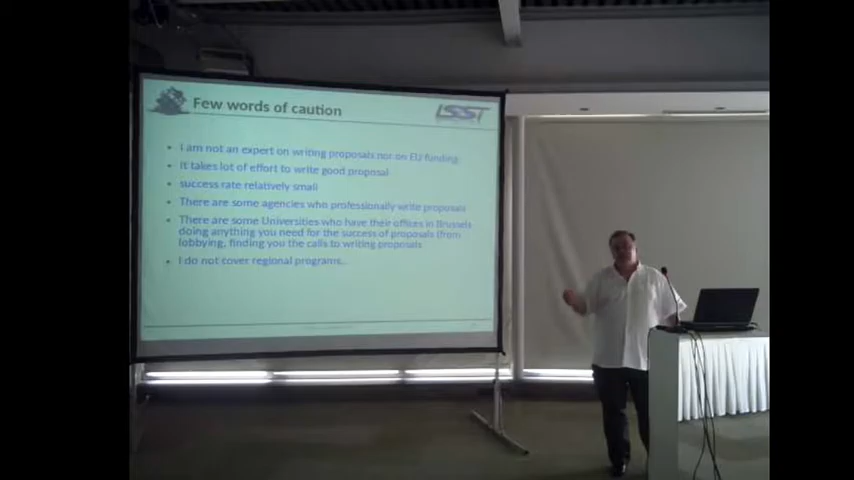 Few words of caution
LSST
• I am not an expert on writing proposals nor on EU funding
• It takes lot of effort to write good proposal
• success rate relatively small
• There are some agencies who professionally write proposals
• There are some Universities who have their offices in Brussels
doing anything you need for the success of proposals (from
lobbying, finding you the calls to writing proposals.
• I do not cover regional programs...